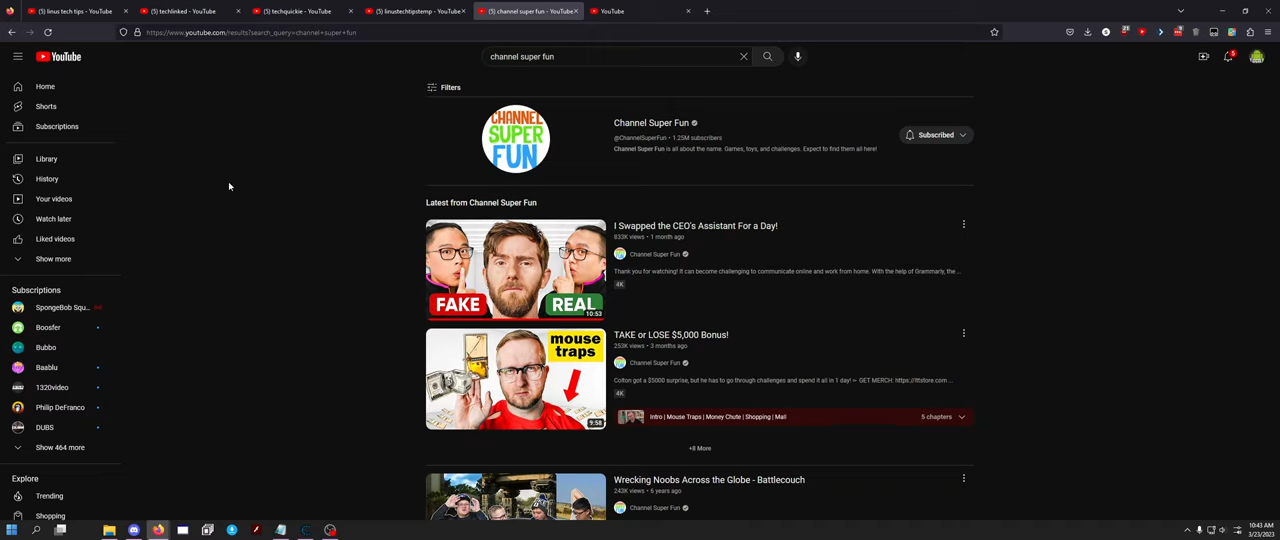 (5) linus tech tips - YouTube
(5) techlinked - YouTube
(5) techquickie - YouTube
(5) linustechtipstemp - YouTube
(5) channel super fun - YouTube
YouTube
https://www.youtube.com/results?search_query=channel+super+fun
21
YouTube
channel super fun
5
Home
Shorts
Subscriptions
Library
History
Your videos
Watch later
Liked videos
Show more
Subscriptions
SpongeBob Squ...
Boosfer
Bubbo
Baablu
1320video
Philip DeFranco
DUBS
Show 464 more
Explore
Trending
Shopping
Filters
CHANNEL
SUPER
FUN
Channel Super Fun
@ChannelSuperFun • 1.25M subscribers
Channel Super Fun is all about the name. Games, toys, and challenges. Expect to find them all here!
Subscribed
Latest from Channel Super Fun
FAKE
REAL
10:53
I Swapped the CEO's Assistant For a Day!
833K views • 1 month ago
Channel Super Fun
Thank you for watching! It can become challenging to communicate online and work from home. With the help of Grammarly, the ...
4K
mouse
traps
9:58
TAKE or LOSE $5,000 Bonus!
253K views • 3 months ago
Channel Super Fun
Colton got a $5000 surprise, but he has to go through challenges and spend it all in 1 day! ► GET MERCH: https://lttstore.com ...
4K
Intro | Mouse Traps | Money Chute | Shopping | Mall
5 chapters
+8 More
Wrecking Noobs Across the Globe - Battlecouch
243K views • 6 years ago
Channel Super Fun
10:43 AM
3/23/2023